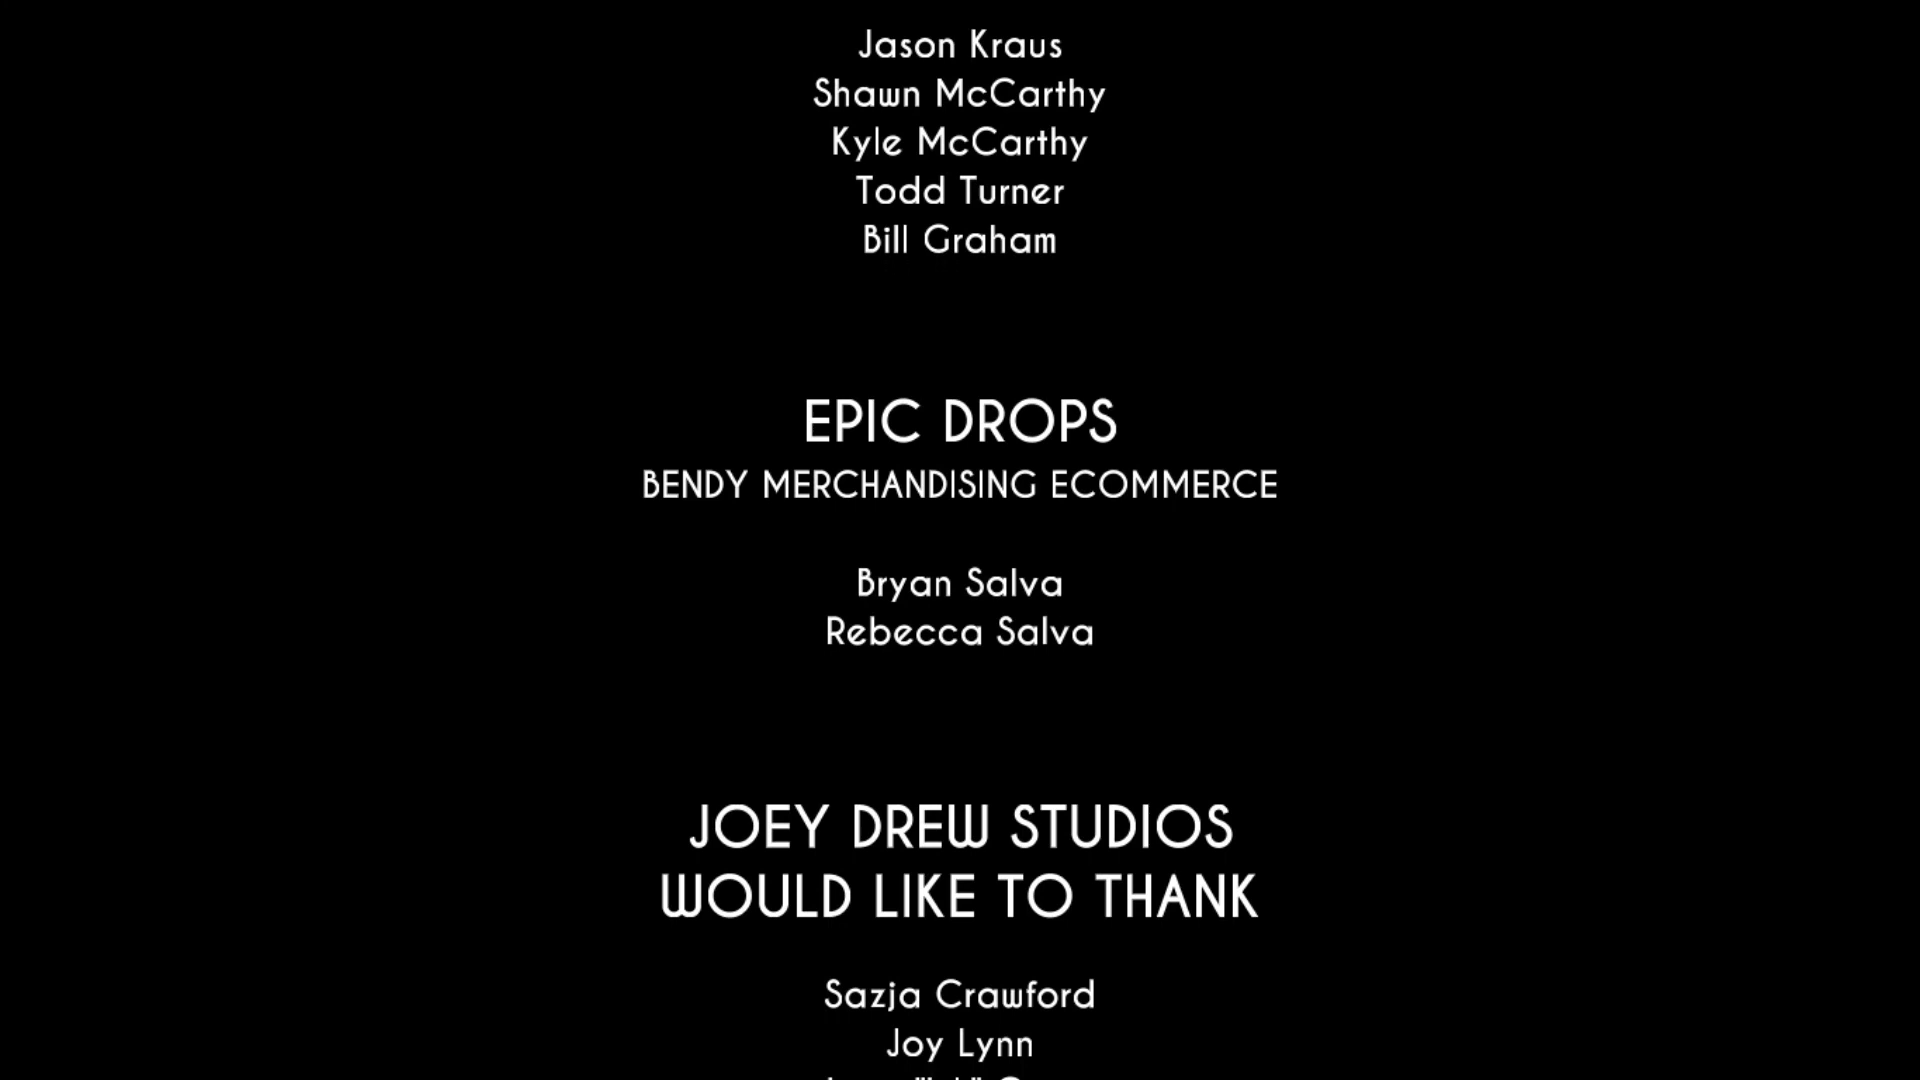 Jason Kraus
Shawn McCarthy
Kyle McCarthy
Todd Turner
Bill Graham
EPIC DROPS
BENDY MERCHANDISING ECOMMERCE
Bryan Salva
Rebecca Salva
JOEY DREW STUDIOS
WOULD LIKE TO THANK
Sazja Crawford
Joy Lynn